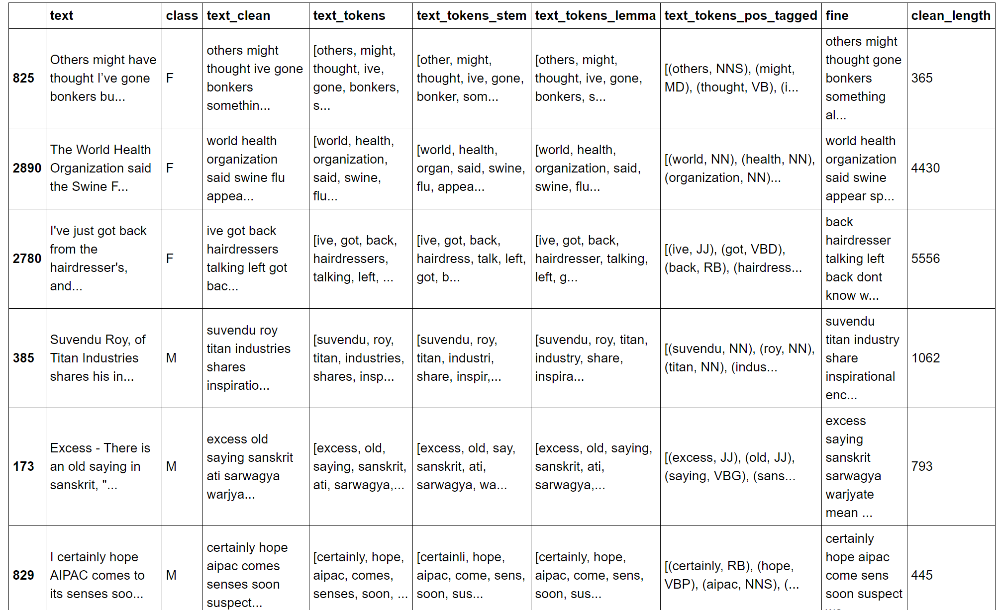 text class text_clean text_tokens text_tokens_stem text_tokens_lemma text_tokens_pos_tagged fine clean_length
825
Others might have
thought I’ve gone
bonkers bu...
F
others might
thought ive gone
bonkers
somethin...
[others, might,
thought, ive,
gone, bonkers,
s...
[other, might,
thought, ive, gone,
bonker, som...
[others, might,
thought, ive, gone,
bonkers, s...
[(others, NNS), (might,
MD), (thought, VB), (i...
others might
thought gone
bonkers
something
al...
365
2890
The World Health
Organization said
the Swine F...
F
world health
organization
said swine flu
appea...
[world, health,
organization,
said, swine,
flu...
[world, health,
organ, said, swine,
flu, appea...
[world, health,
organization, said,
swine, flu...
[(world, NN), (health, NN),
(organization, NN)...
world health
organization
said swine
appear sp...
4430
2780
I've just got back
from the
hairdresser's,
and...
F
ive got back
hairdressers
talking left got
bac...
[ive, got, back,
hairdressers,
talking, left, ...
[ive, got, back,
hairdress, talk, left,
got, b...
[ive, got, back,
hairdresser, talking,
left, g...
[(ive, JJ), (got, VBD),
(back, RB), (hairdress...
back
hairdresser
talking left
back dont
know w...
5556
385
Suvendu Roy, of
Titan Industries
shares his in...
M
suvendu roy
titan industries
shares
inspiratio...
[suvendu, roy,
titan, industries,
shares, insp...
[suvendu, roy,
titan, industri,
share, inspir,...
[suvendu, roy, titan,
industry, share,
inspira...
[(suvendu, NN), (roy, NN),
(titan, NN), (indus...
suvendu
titan industry
share
inspirational
enc...
1062
173
Excess - There is
an old saying in
sanskrit, "...
M
excess old
saying sanskrit
ati sarwagya
warjya...
[excess, old,
saying, sanskrit,
ati, sarwagya,...
[excess, old, say,
sanskrit, ati,
sarwagya, wa...
[excess, old, saying,
sanskrit, ati,
sarwagya,...
[(excess, JJ), (old, JJ),
(saying, VBG), (sans...
excess
saying
sanskrit
sarwagya
warjyate
mean ...
793
829
I certainly hope
AIPAC comes to
its senses soo...
M
certainly hope
aipac comes
senses soon
suspect...
[certainly, hope,
aipac, comes,
senses, soon, ...
[certainli, hope,
aipac, come, sens,
soon, sus...
[certainly, hope,
aipac, come, sens,
soon, sus...
[(certainly, RB), (hope,
VBP), (aipac, NNS), (...
certainly
hope aipac
come sens
soon suspect
445